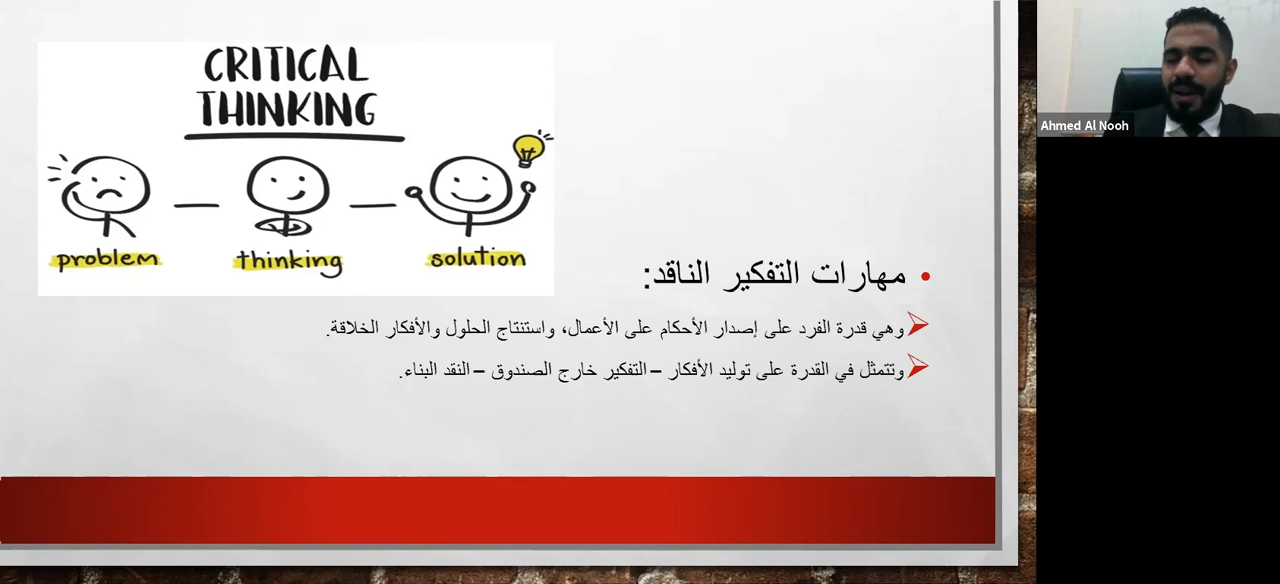 CRITICAL
THINKING
problem
thinking
solution
مهارات التفكير الناقد:
وهي قدرة الفرد على إصدار الأحكام على الأعمال، واستنتاج الحلول والأفكار الخلاقة.
وتتمثل في القدرة على توليد الأفكار – التفكير خارج الصندوق – النقد البناء.
Ahmed Al Nooh